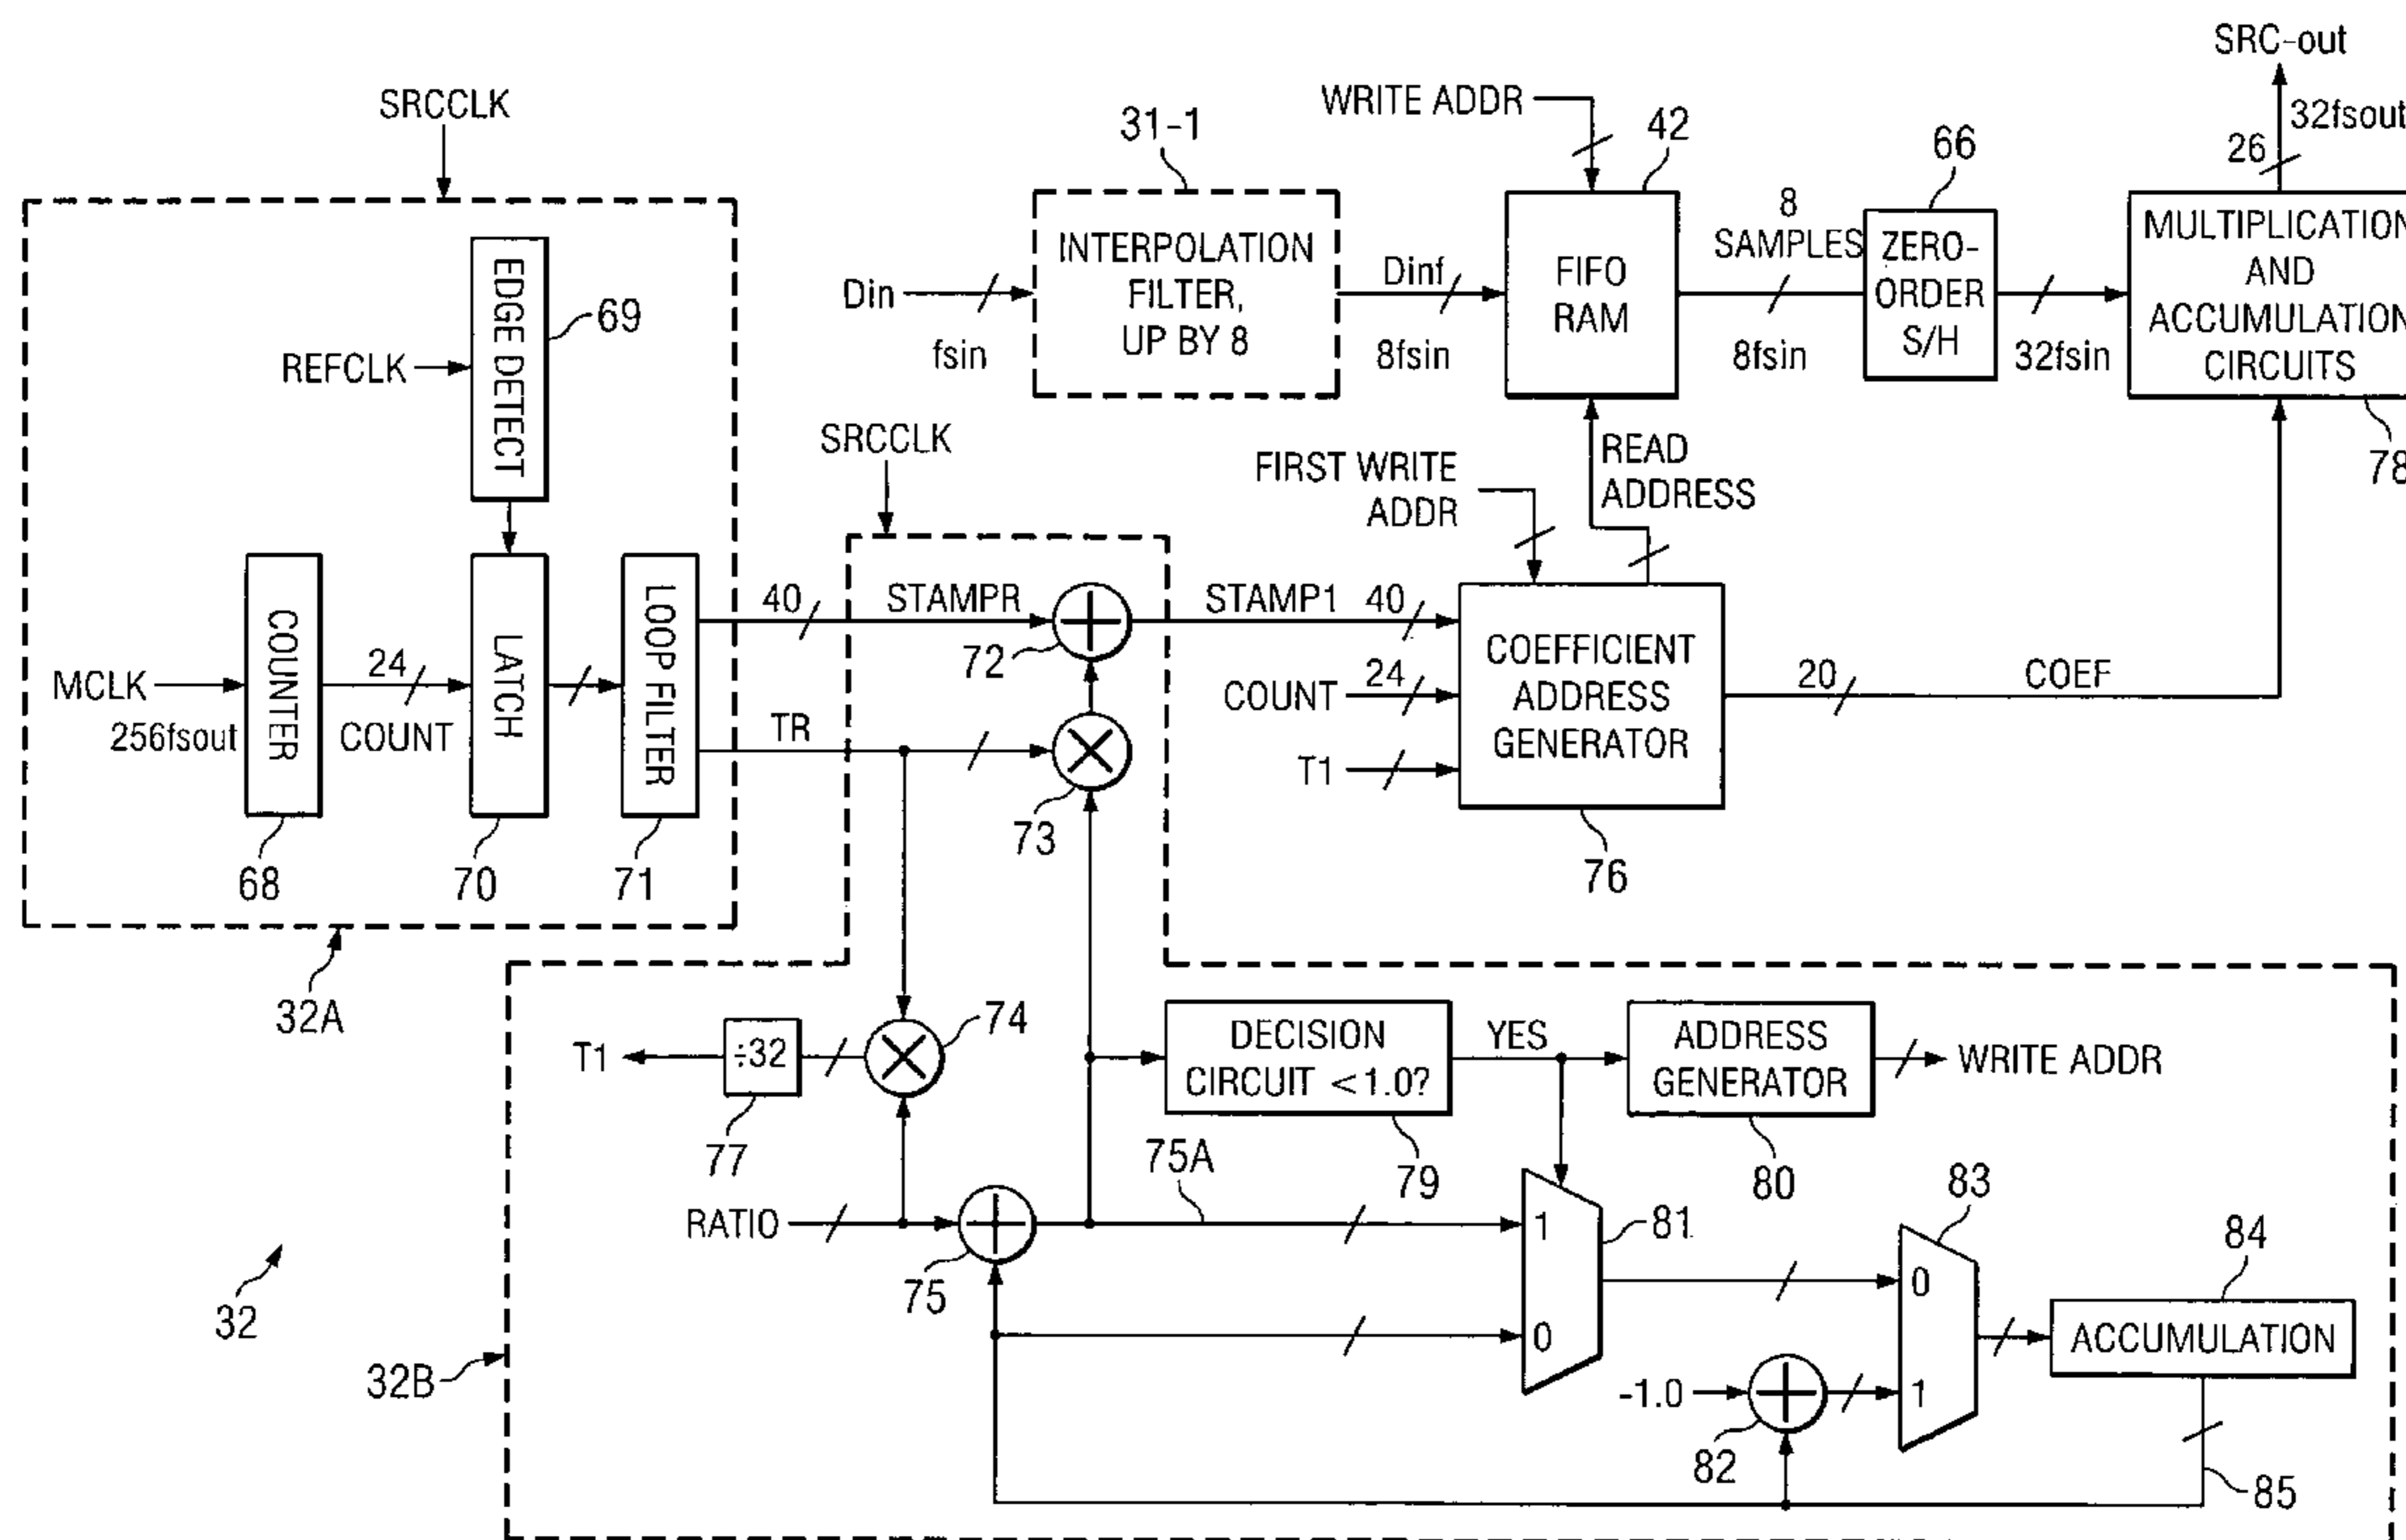 SRC-out
32fsout
26
SRCCLK
WRITE ADDR
31-1
42
66
8
SAMPLES
INTERPOLATION
FILTER,
UP BY 8
FIFO
RAM
ZERO-
ORDER
S/H
MULTIPLICATION
AND
ACCUMULATION
CIRCUITS
78
Din
fsin
Dinf
8fsin
8fsin
32fsin
EDGE DETECT
69
REFCLK
SRCCLK
FIRST WRITE
ADDR
READ
ADDRESS
MCLK
256fsout
COUNTER
24
COUNT
LATCH
LOOP FILTER
68
70
71
32A
40
STAMPR
72
TR
73
STAMP1
40
COUNT
24
T1
COEFFICIENT
ADDRESS
GENERATOR
76
20
COEF
T1
÷32
77
74
DECISION
CIRCUIT <1.0?
79
YES
ADDRESS
GENERATOR
80
WRITE ADDR
RATIO
75
75A
1
0
81
83
0
1
84
ACCUMULATION
-1.0
82
85
32
32B